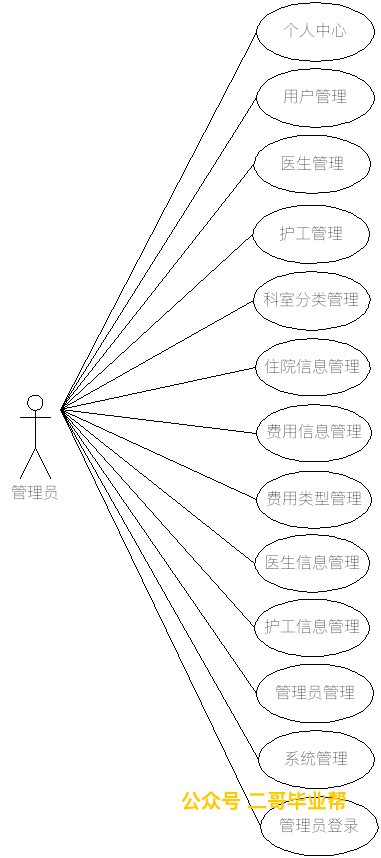 个人中心
用户管理
医生管理
护工管理
科室分类管理
住院信息管理
费用信息管理
管理员
费用类型管理
医生信息管理
护工信息管理
管理员管理
系统管理
公众号 二哥毕业帮
管理员登录